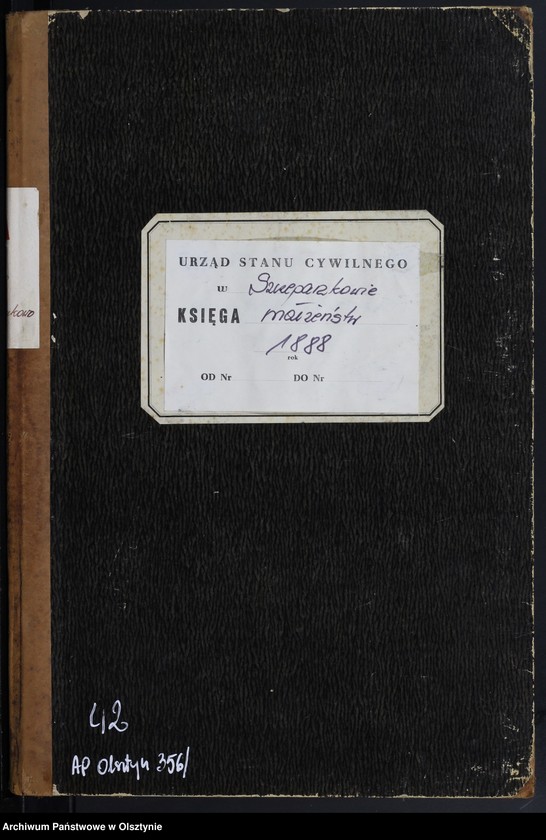 URZĄD STANU CYWILNEGO
w Szczepankowie
KSIĘGA małżeństw
1888
rok
OD Nr DO Nr
kowo
42
AP Olsztyn 356/
Archiwum Państwowe w Olsztynie